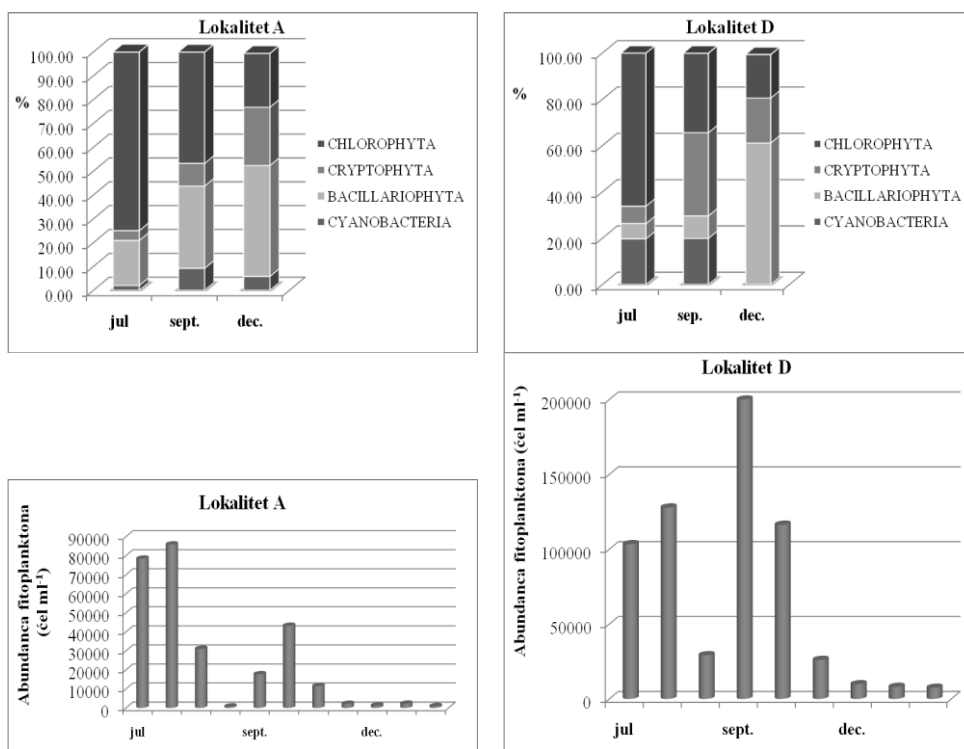 Lokalitet A
100.00
90.00
80.00
%
70.00
60.00
50.00
40.00
30.00
20.00
10.00
0.00
jul sept. dec.
CHLOROPHYTA
CRYPTOPHYTA
BACILLARIOPHYTA
CYANOBACTERIA
Lokalitet D
100.00
%
80.00
60.00
40.00
20.00
0.00
jul sep. dec.
CHLOROPHYTA
CRYPTOPHYTA
BACILLARIOPHYTA
CYANOBACTERIA
Lokalitet A
Abundanca fitoplanktona
(ćel ml⁻¹)
90000
80000
70000
60000
50000
40000
30000
20000
10000
0
jul sept. dec.
Lokalitet D
Abundanca fitoplanktona (ćel ml⁻¹)
200000
150000
100000
50000
0
jul sept. dec.